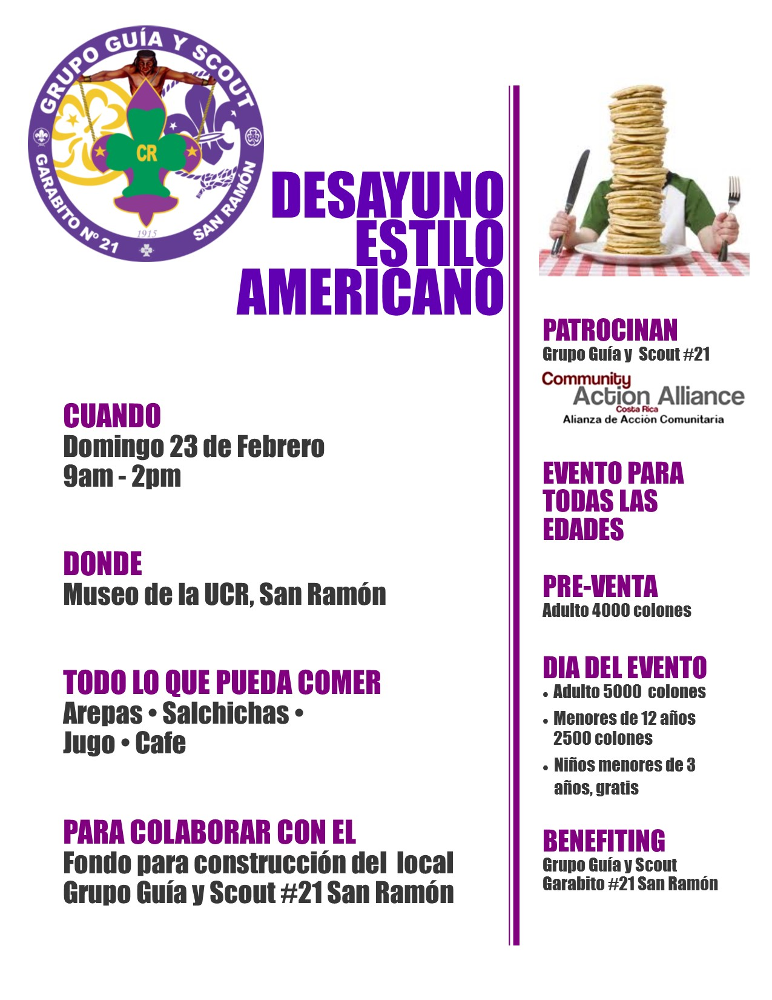 GRUPO GUÍA Y SCOUT
GARABITO Nº 21
SAN RAMÓN
CR
1915
DESAYUNO
ESTILO
AMERICANO
CUANDO
Domingo 23 de Febrero
9am - 2pm
DONDE
Museo de la UCR, San Ramón
TODO LO QUE PUEDA COMER
Arepas • Salchichas •
Jugo • Cafe
PARA COLABORAR CON EL
Fondo para construcción del local
Grupo Guía y Scout #21 San Ramón
PATROCINAN
Grupo Guía y Scout #21
Community
Action Alliance
Costa Rica
Alianza de Acción Comunitaria
EVENTO PARA
TODAS LAS
EDADES
PRE-VENTA
Adulto 4000 colones
DIA DEL EVENTO
• Adulto 5000 colones
• Menores de 12 años
2500 colones
• Niños menores de 3
años, gratis
BENEFITING
Grupo Guía y Scout
Garabito #21 San Ramón